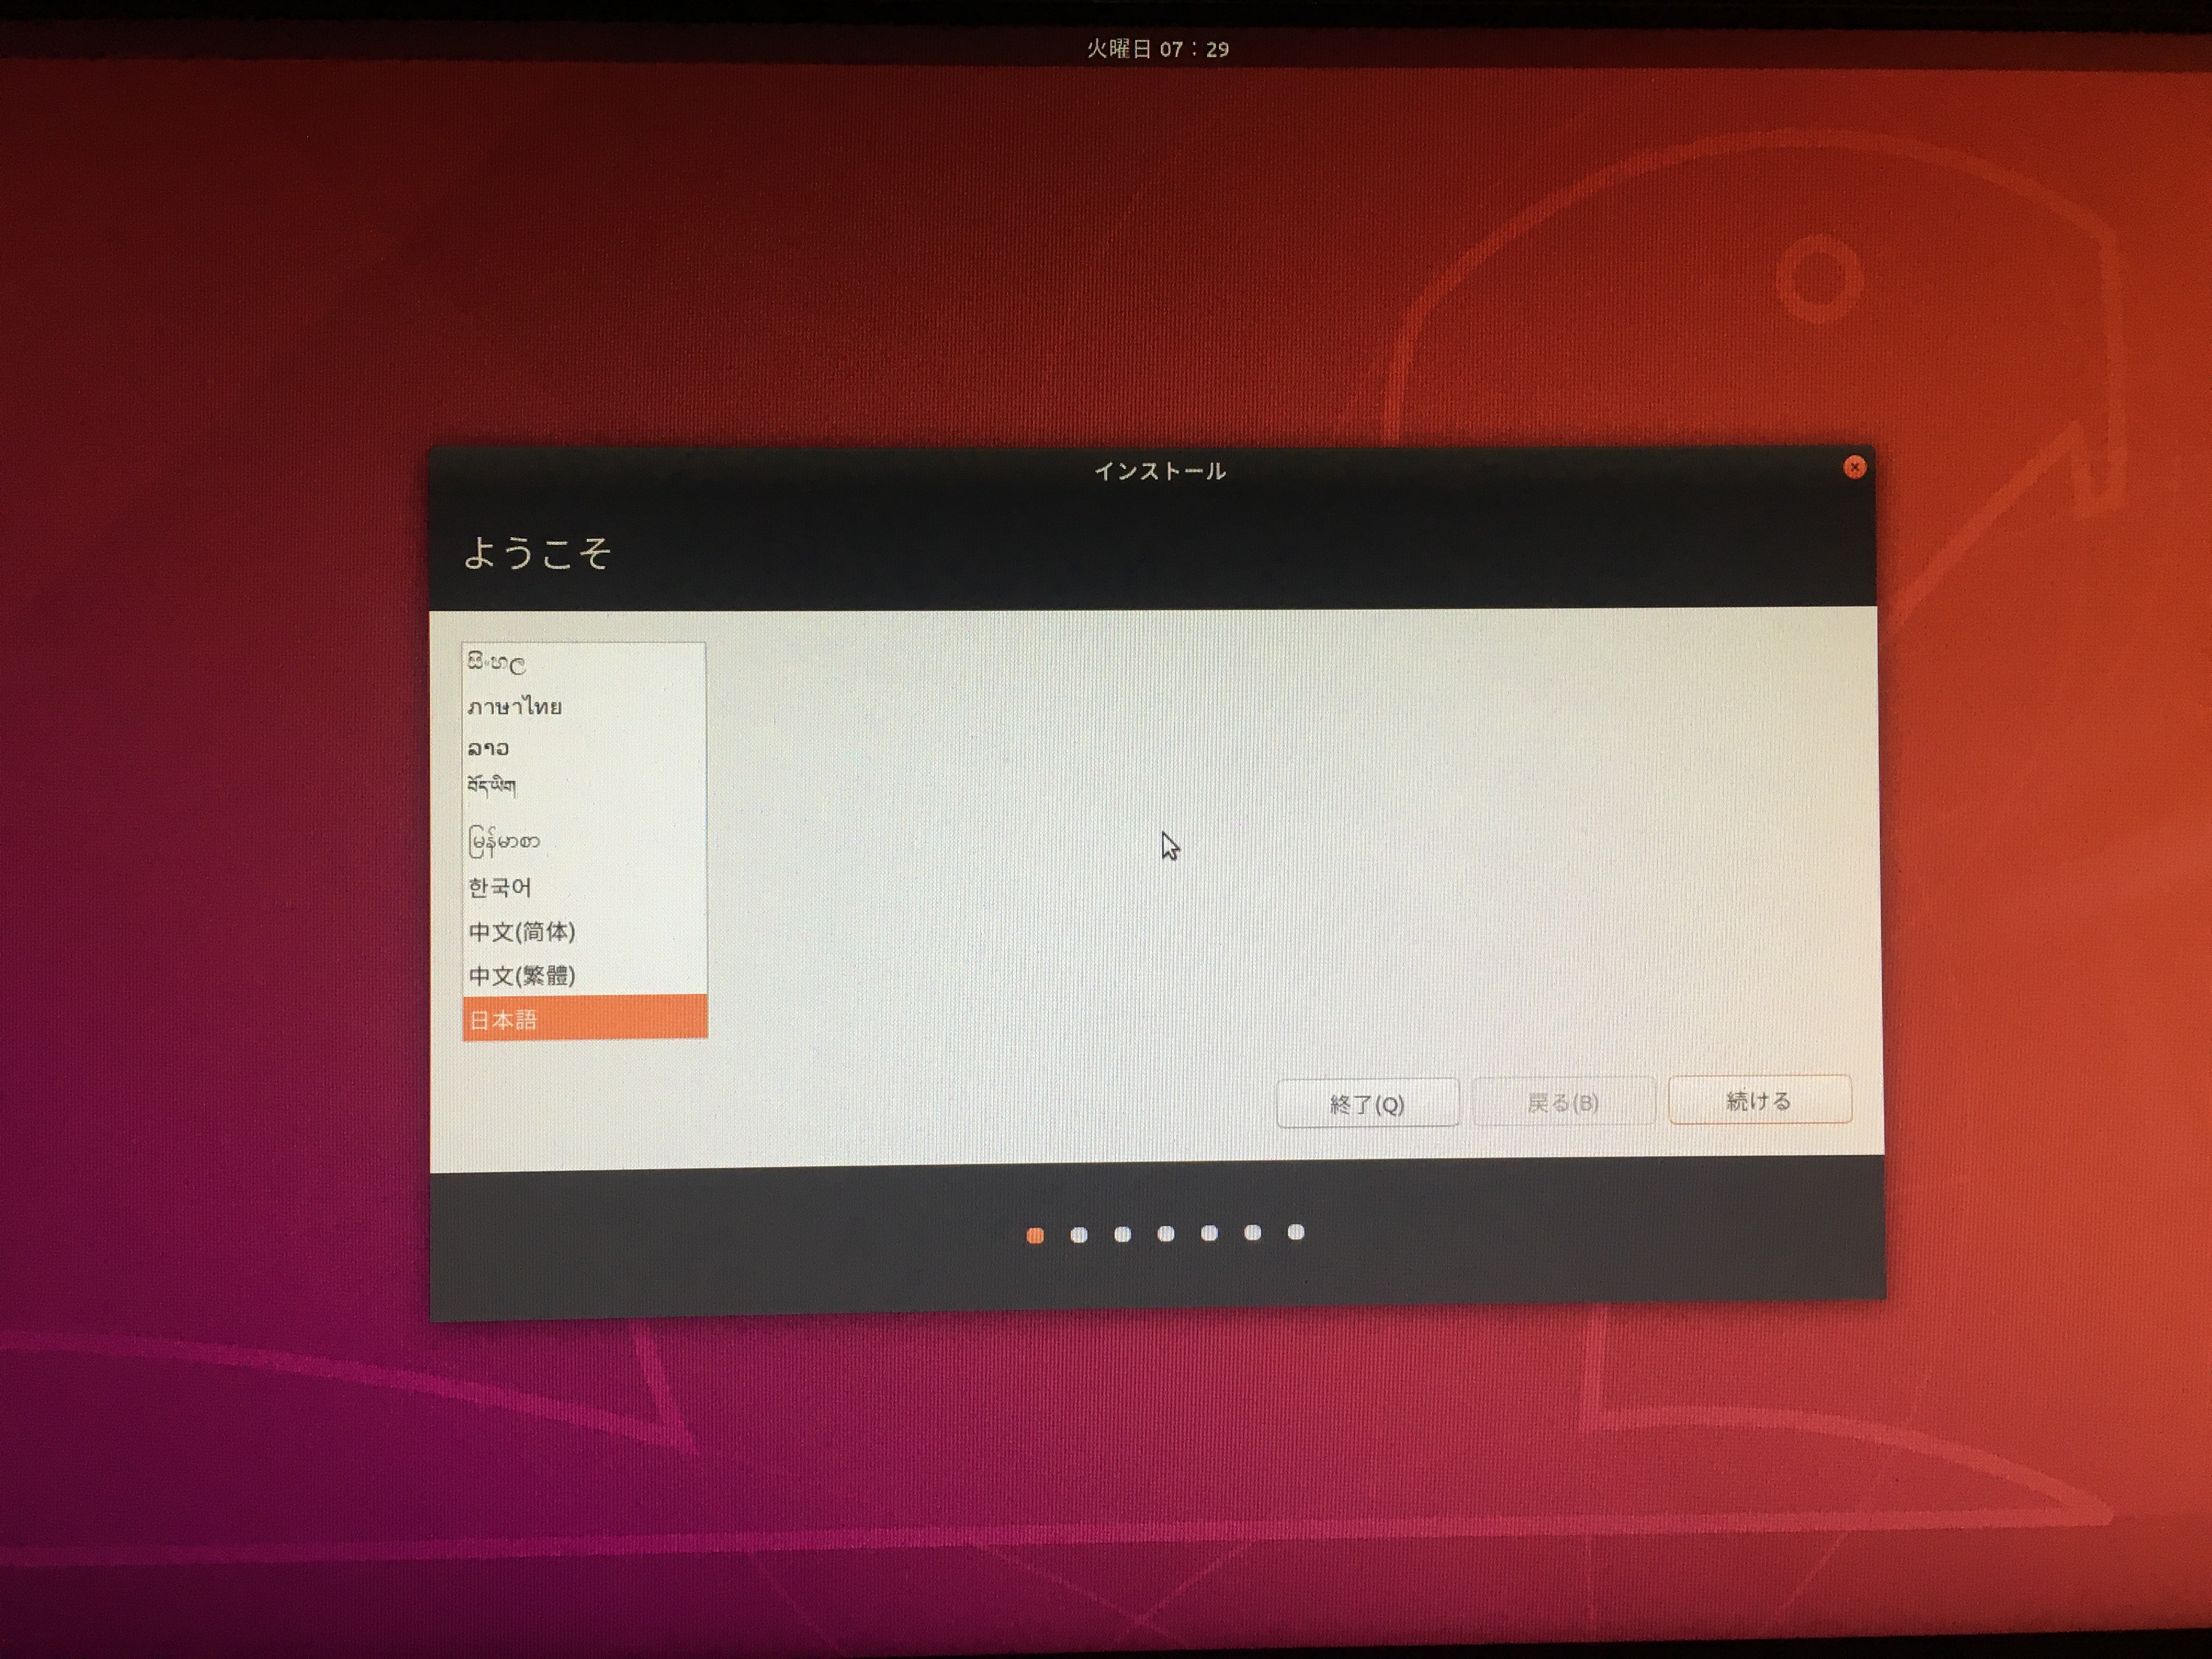 火曜日 07：29
インストール
ようこそ
සිංහල
ภาษาไทย
ລາວ
བོད་ཡིག
မြန်မာစာ
한국어
中文(简体)
中文(繁體)
日本語
終了(Q)
戻る(B)
続ける